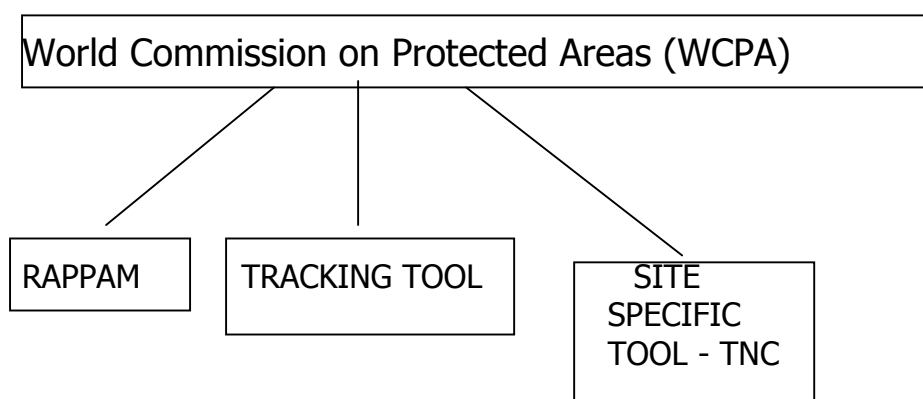 World Commission on Protected Areas (WCPA)
RAPPAM
TRACKING TOOL
SITE
SPECIFIC
TOOL - TNC